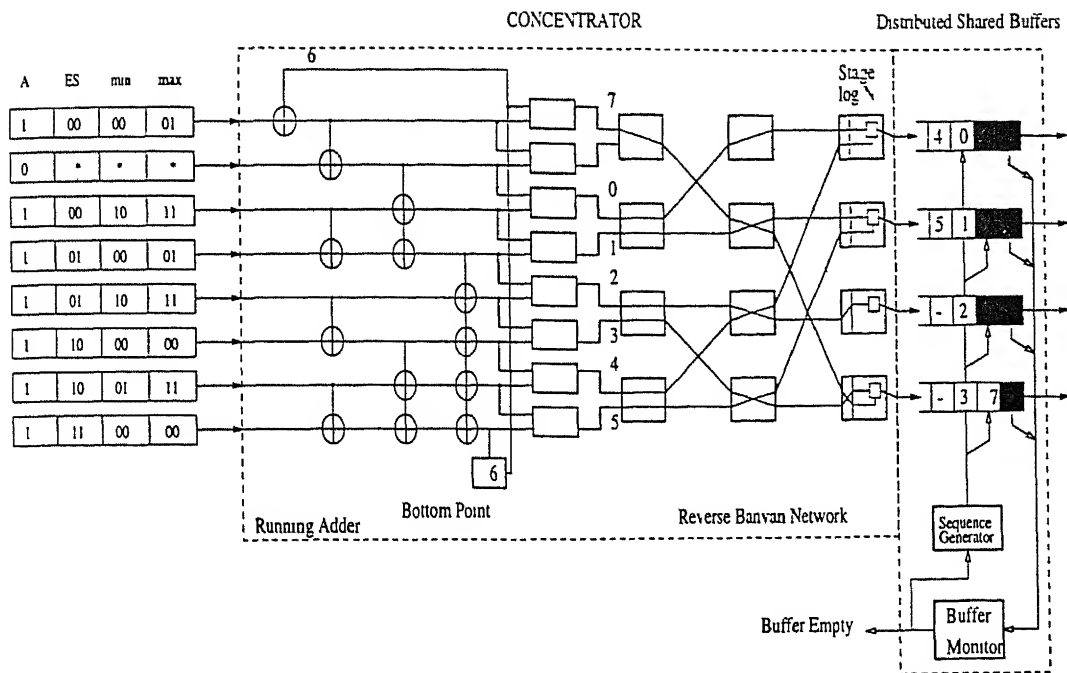 CONCENTRATOR
Distributed Shared Buffers
A ES min max
6
7
Stage
log
1 00 00 01
4 0
0 * * *
0
1 00 10 11
5 1
1 01 00 01
1
2
1 01 10 11
- 2
3
1 10 00 00
4
1 10 01 11
- 3 7
1 11 00 00
5
6
Bottom Point
Reverse Banvan Network
Running Adder
Sequence
Generator
Buffer Empty
Buffer
Monitor